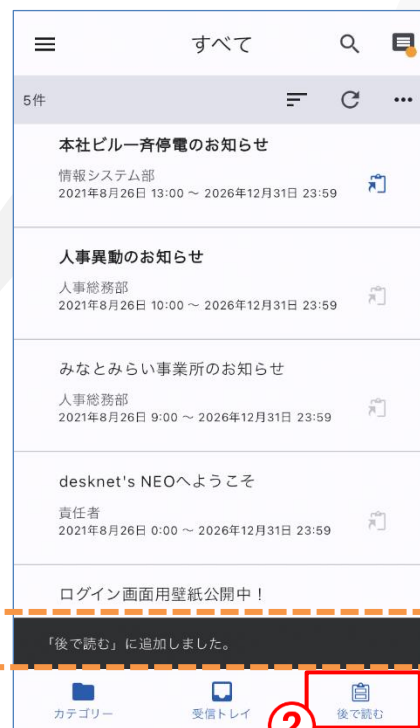 すべて
5件
本社ビル一斉停電のお知らせ
情報システム部
2021年8月26日 13:00 ～ 2026年12月31日 23:59
人事異動のお知らせ
人事総務部
2021年8月26日 10:00 ～ 2026年12月31日 23:59
みなとみらい事業所のお知らせ
人事総務部
2021年8月26日 9:00 ～ 2026年12月31日 23:59
desknet's NEOへようこそ
責任者
2021年8月26日 0:00 ～ 2026年12月31日 23:59
ログイン画面用壁紙公開中！
「後で読む」に追加しました。
カテゴリー
受信トレイ
②
後で読む